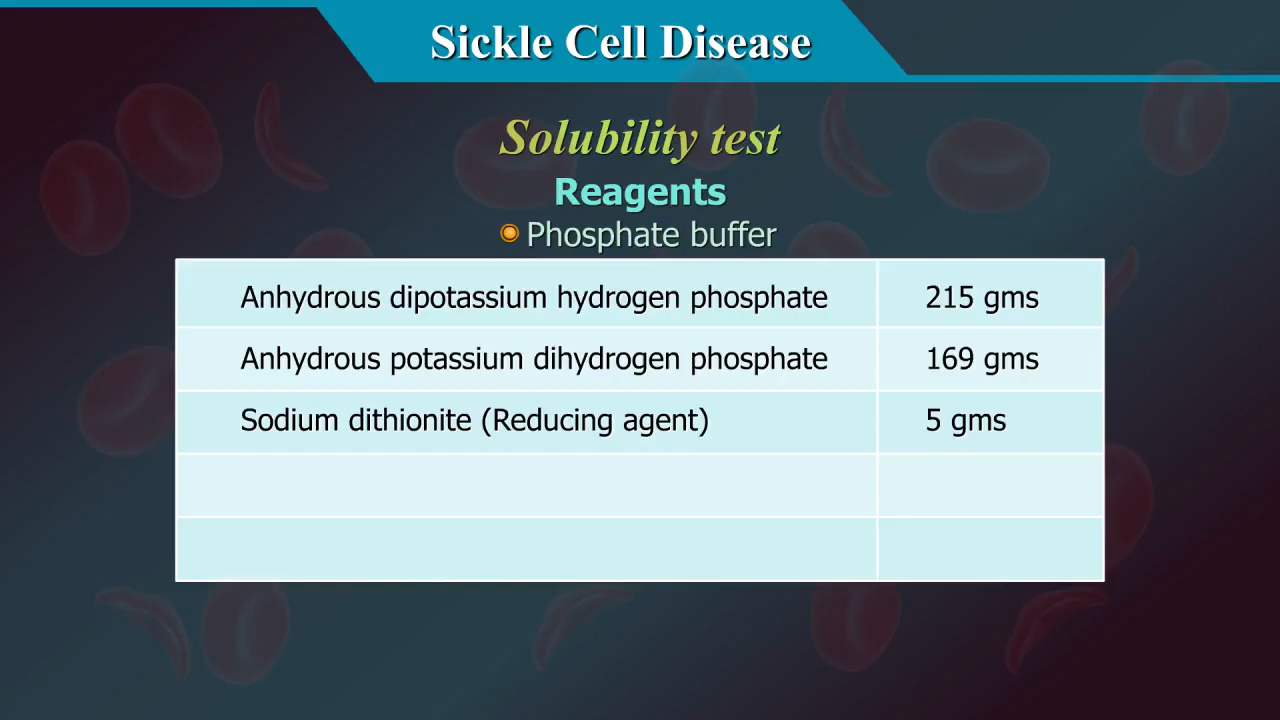 Sickle Cell Disease
Solubility test
Reagents
Phosphate buffer
Anhydrous dipotassium hydrogen phosphate 215 gms
Anhydrous potassium dihydrogen phosphate 169 gms
Sodium dithionite (Reducing agent) 5 gms